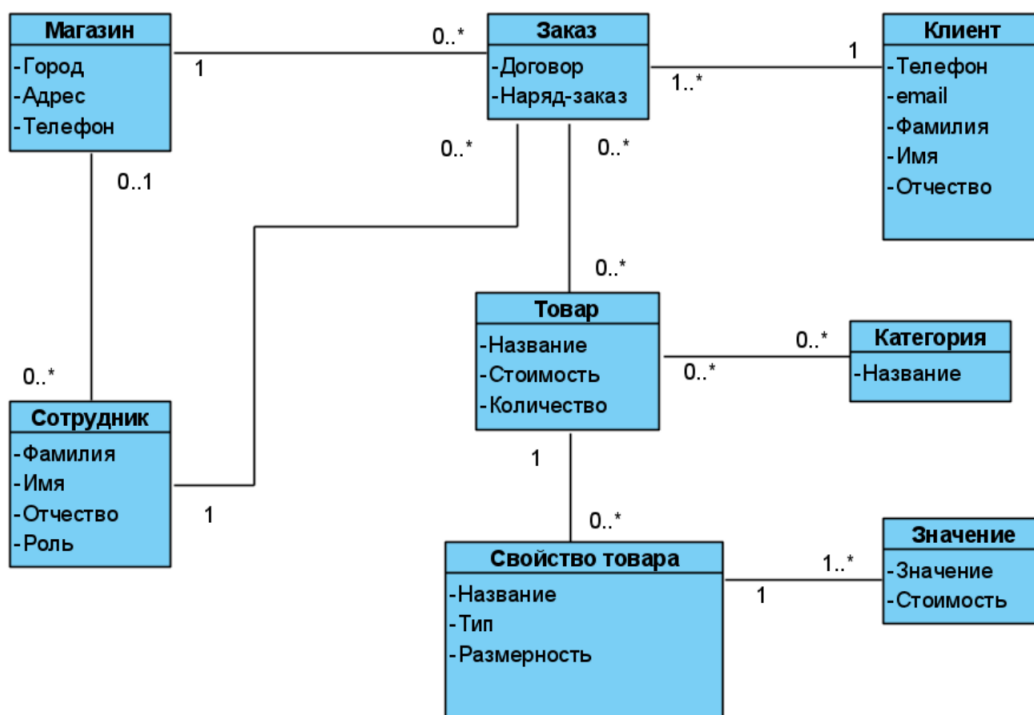 Магазин
-Город
-Адрес
-Телефон
1
0..*
Заказ
-Договор
-Наряд-заказ
1..*
1
Клиент
-Телефон
-email
-Фамилия
-Имя
-Отчество
0..1
0..*
0..*
0..*
0..*
Сотрудник
-Фамилия
-Имя
-Отчество
-Роль
1
Товар
-Название
-Стоимость
-Количество
0..*
0..*
Категория
-Название
1
0..*
Свойство товара
-Название
-Тип
-Размерность
1
1..*
Значение
-Значение
-Стоимость